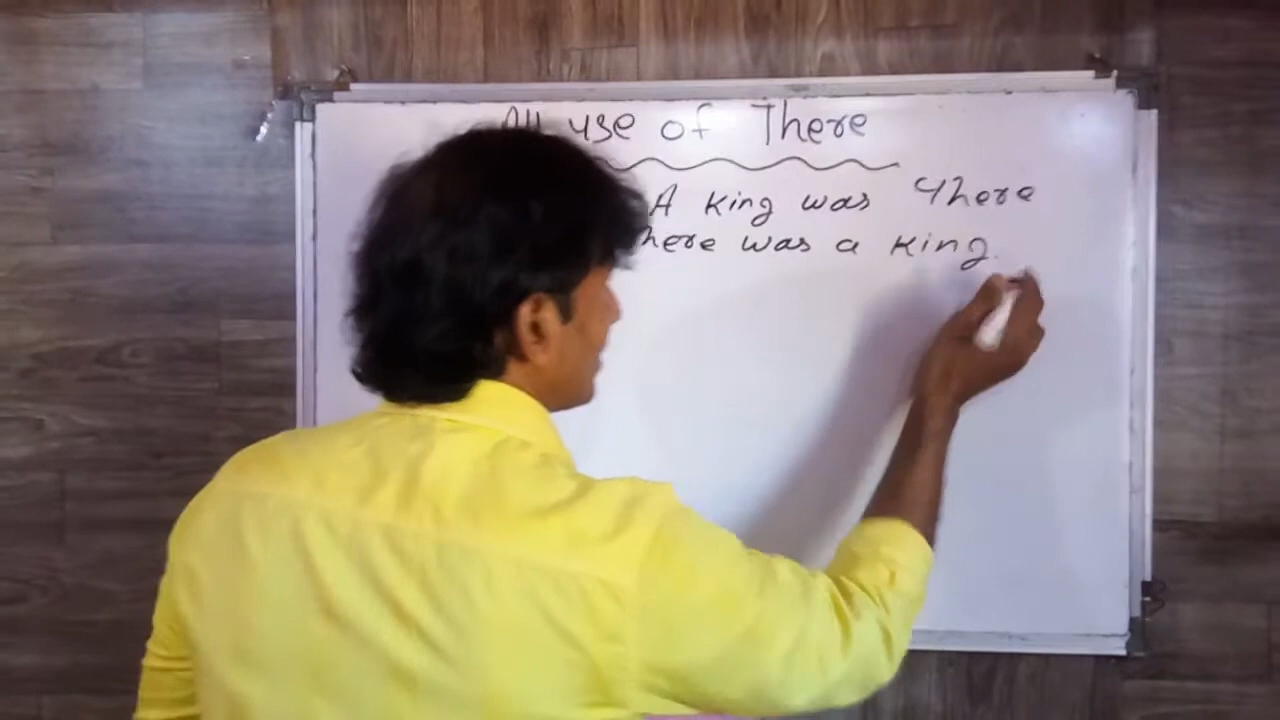 All use of There
A king was There
here was a king.